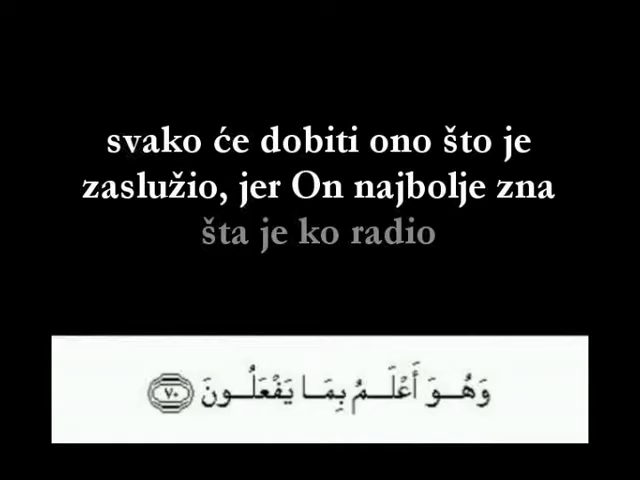 svako će dobiti ono što je
zaslužio, jer On najbolje zna
šta je ko radio
وَهُوَ أَعْلَمُ بِمَا يَفْعَلُونَ ٧٠